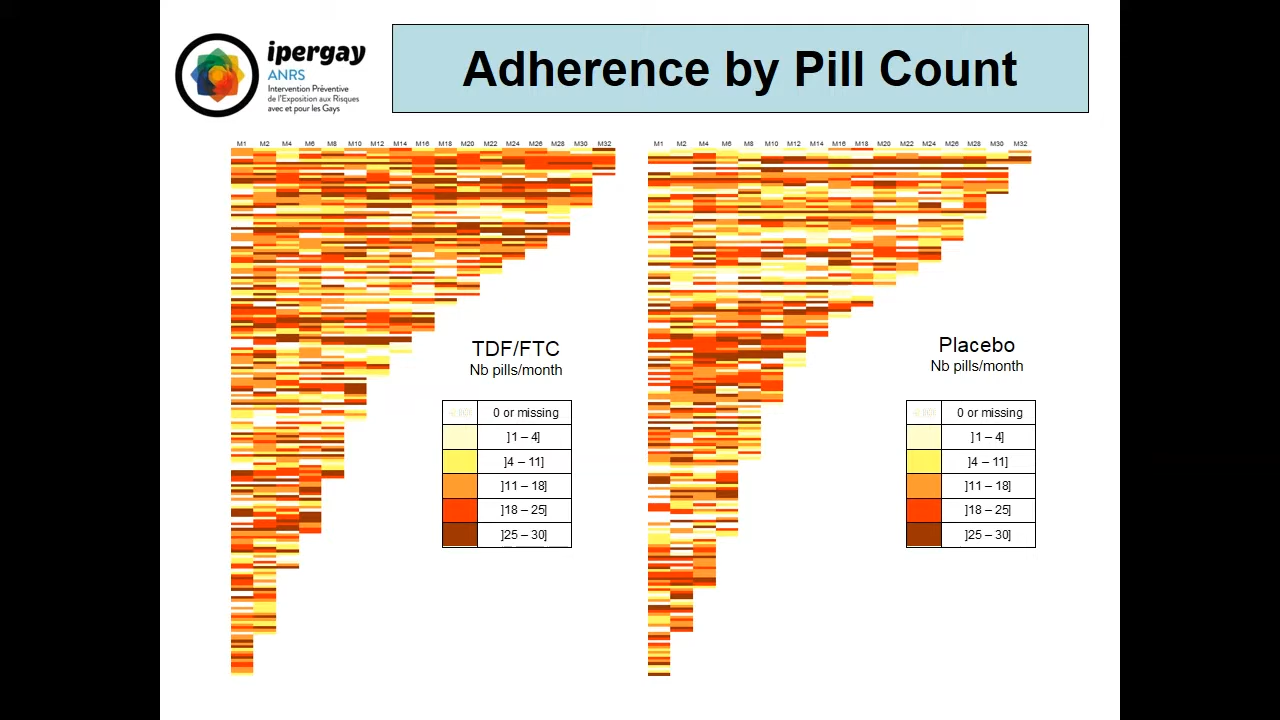 ipergay
ANRS
Intervention Préventive
de l'Exposition aux Risques
avec et pour les Gays
Adherence by Pill Count
M1 M2 M4 M6 M8 M10 M12 M14 M16 M18 M20 M22 M24 M26 M28 M30 M32
TDF/FTC
Nb pills/month
0 or missing
]1 – 4]
]4 – 11]
]11 – 18]
]18 – 25]
]25 – 30]
M1 M2 M4 M6 M8 M10 M12 M14 M16 M18 M20 M22 M24 M26 M28 M30 M32
Placebo
Nb pills/month
0 or missing
]1 – 4]
]4 – 11]
]11 – 18]
]18 – 25]
]25 – 30]